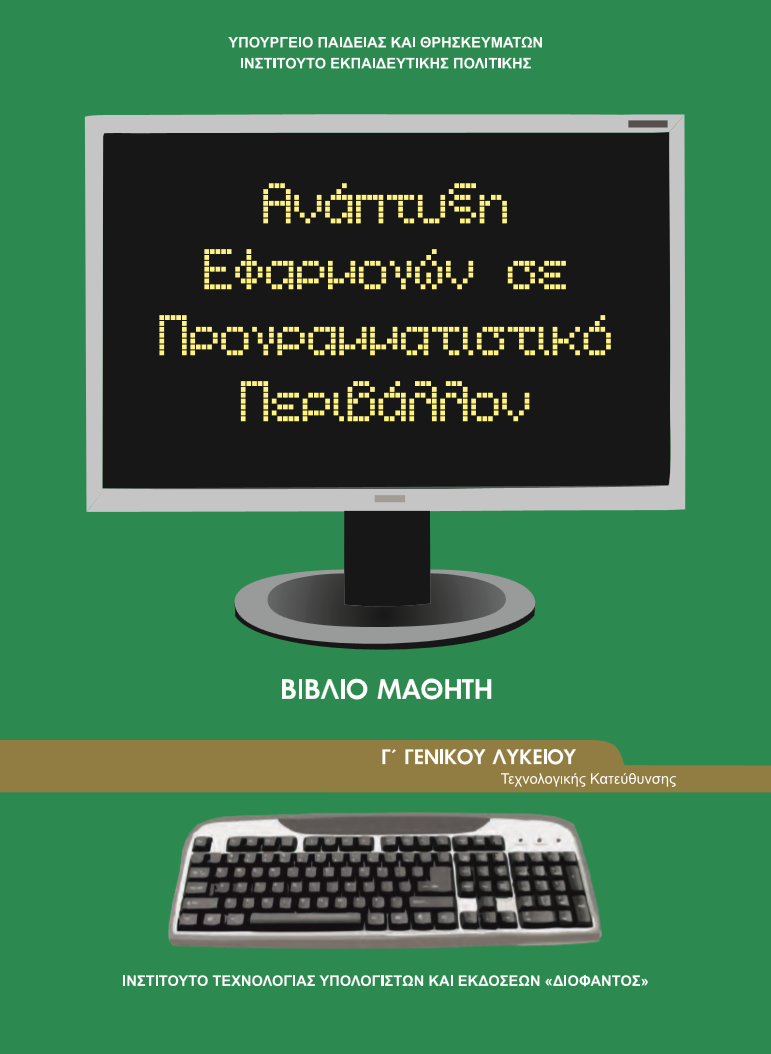 ΥΠΟΥΡΓΕΙΟ ΠΑΙΔΕΙΑΣ ΚΑΙ ΘΡΗΣΚΕΥΜΑΤΩΝ
ΙΝΣΤΙΤΟΥΤΟ ΕΚΠΑΙΔΕΥΤΙΚΗΣ ΠΟΛΙΤΙΚΗΣ
Ανάπτυξη
Εφαρμογών σε
Προγραμματιστικό
Περιβάλλον
ΒΙΒΛΙΟ ΜΑΘΗΤΗ
Γ΄ ΓΕΝΙΚΟΥ ΛΥΚΕΙΟΥ
Τεχνολογικής Κατεύθυνσης
ΙΝΣΤΙΤΟΥΤΟ ΤΕΧΝΟΛΟΓΙΑΣ ΥΠΟΛΟΓΙΣΤΩΝ ΚΑΙ ΕΚΔΟΣΕΩΝ «ΔΙΟΦΑΝΤΟΣ»